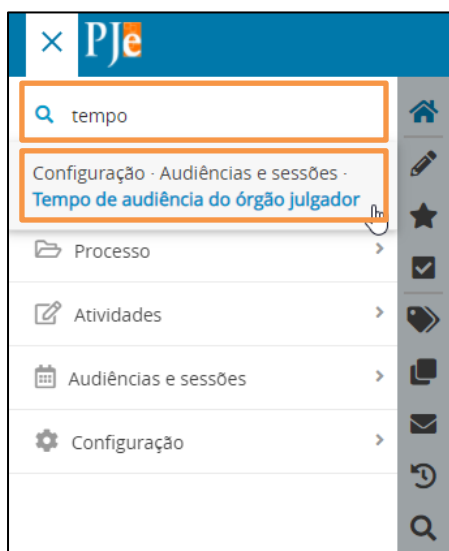 PJe
tempo
Configuração · Audiências e sessões ·
Tempo de audiência do órgão julgador
Processo
Atividades
Audiências e sessões
Configuração